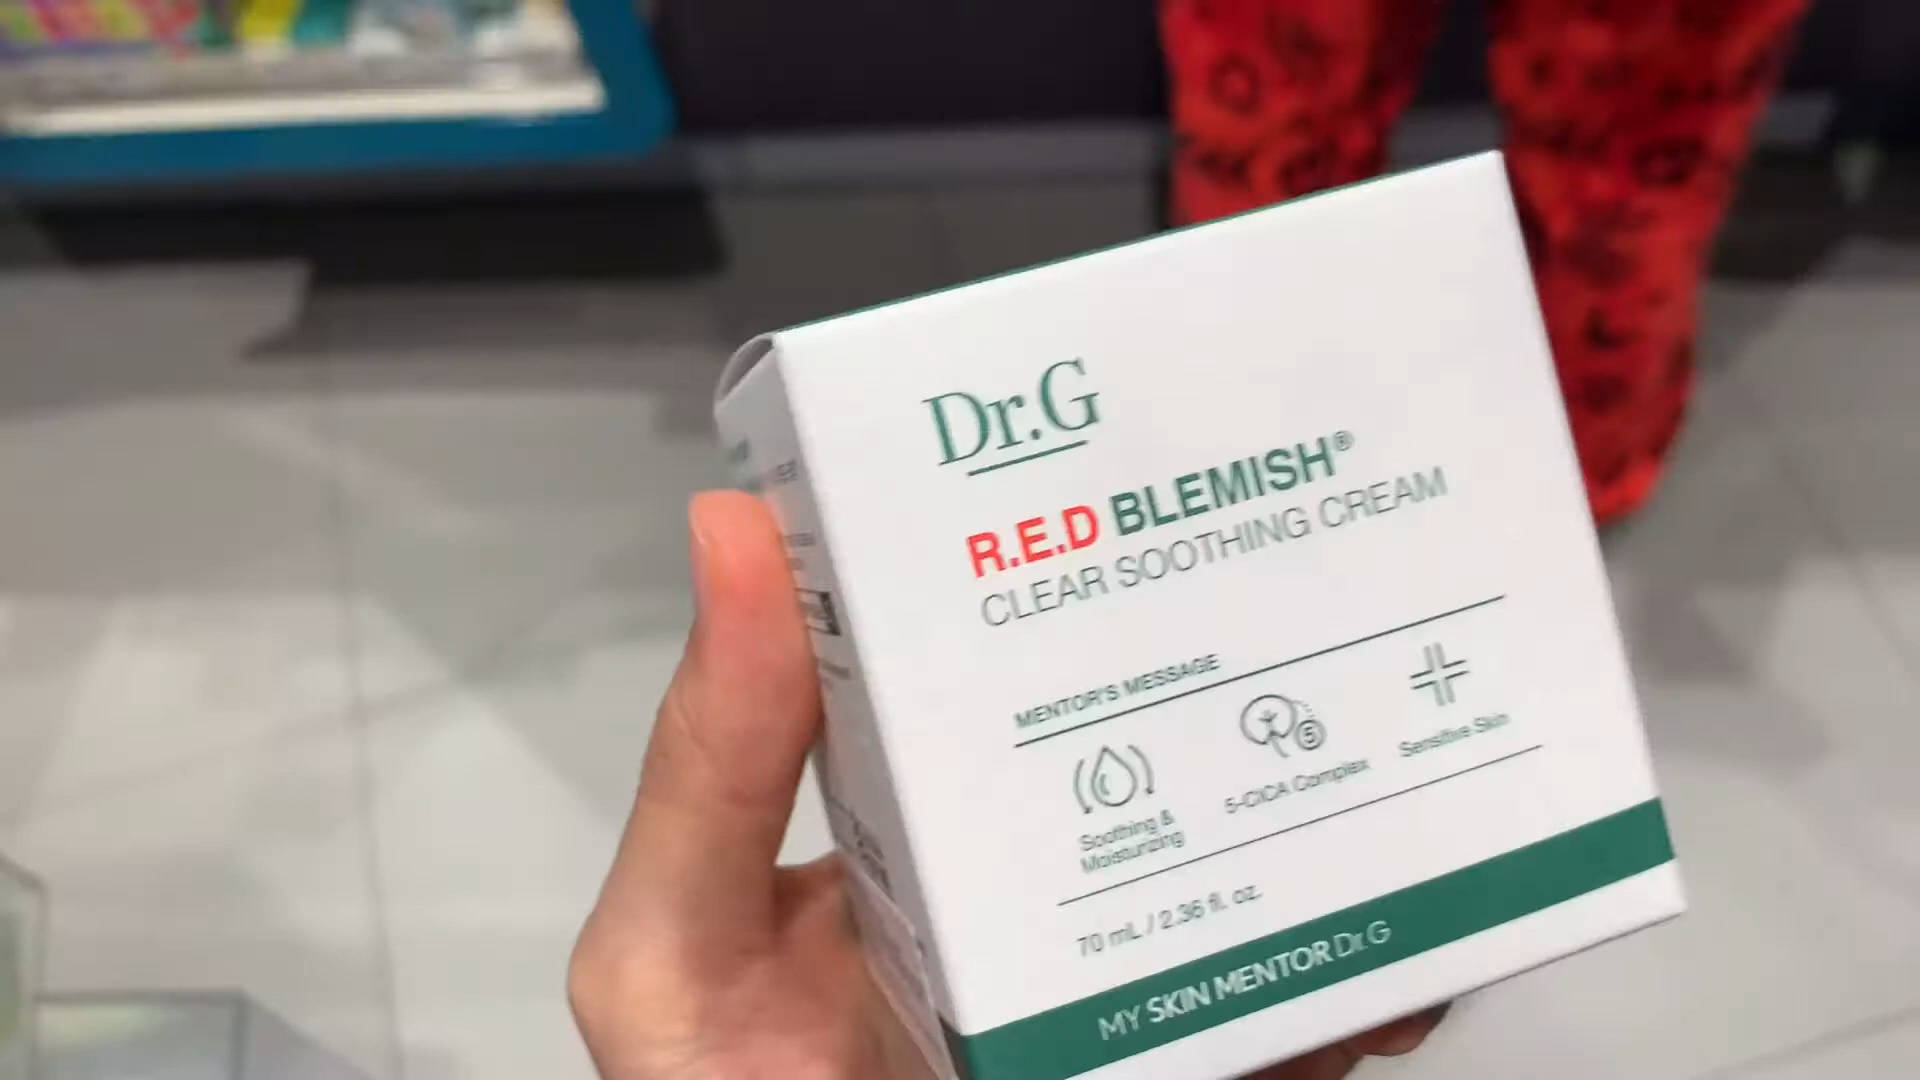 Dr.G
R.E.D BLEMISH®
CLEAR SOOTHING CREAM
MENTOR'S MESSAGE
Soothing &
Moisturizing
5
5-CICA Complex
Sensitive Skin
70 mL / 2.36 fl. oz.
MY SKIN MENTOR Dr.G